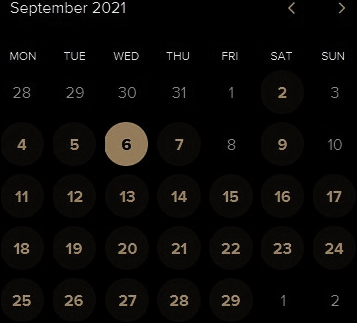 September 2021 < >
MON TUE WED THU FRI SAT SUN
28 29 30 31 1 2 3
4 5 6 7 8 9 10
11 12 13 14 15 16 17
18 19 20 21 22 23 24
25 26 27 28 29 1 2